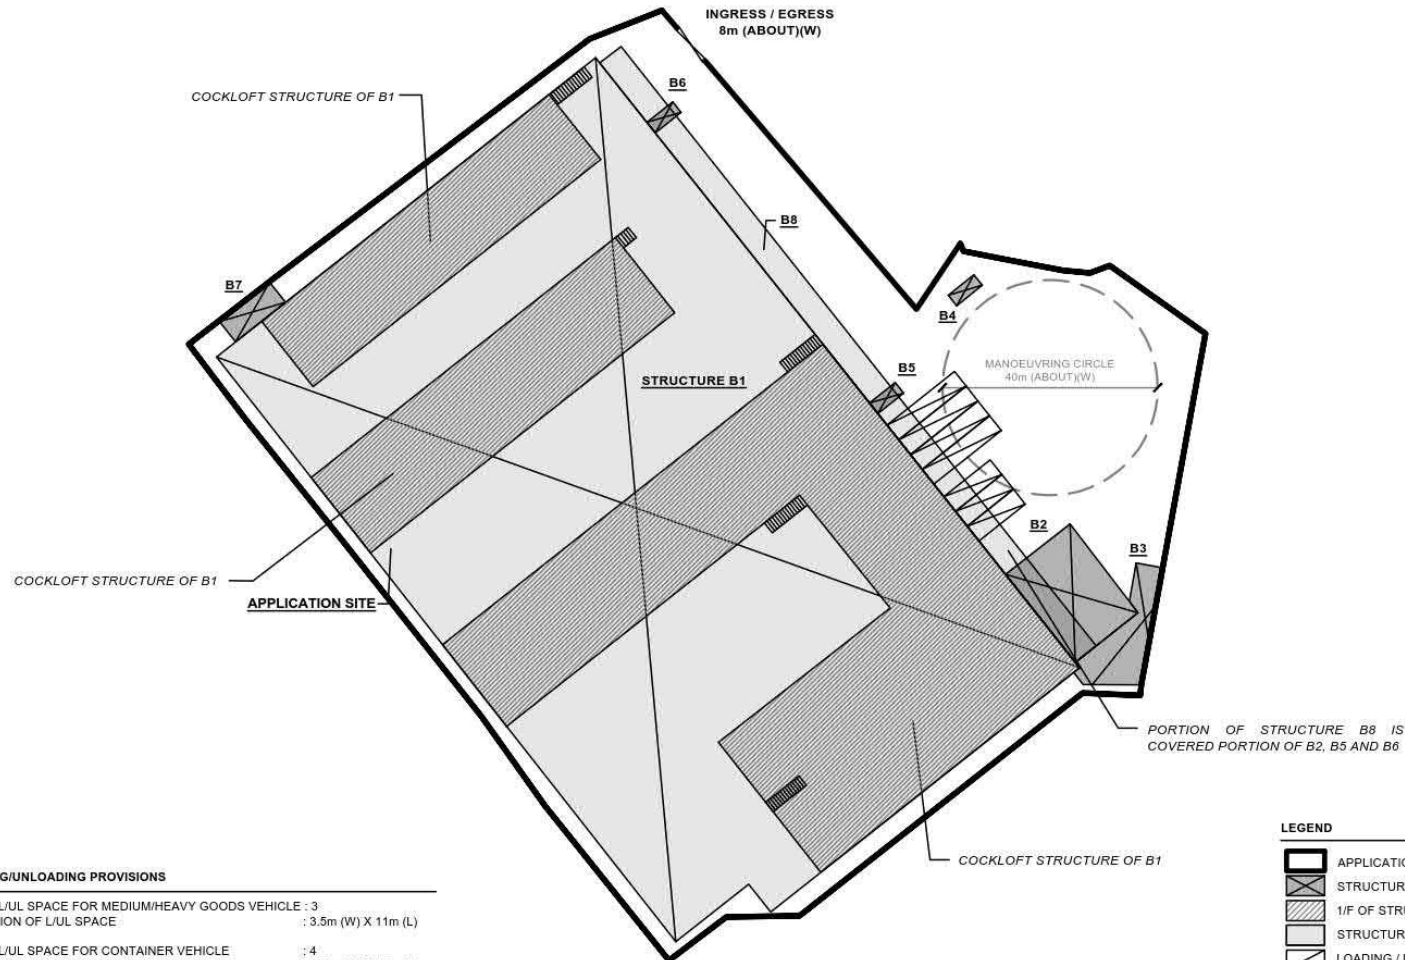 INGRESS / EGRESS
8m (ABOUT)(W)
B6
COCKLOFT STRUCTURE OF B1
B8
B7
B4
MANOEUVRING CIRCLE
40m (ABOUT)(W)
B5
STRUCTURE B1
B2
B3
COCKLOFT STRUCTURE OF B1
APPLICATION SITE
PORTION OF STRUCTURE B8 IS
COVERED PORTION OF B2, B5 AND B6
COCKLOFT STRUCTURE OF B1
G/UNLOADING PROVISIONS
L/UL SPACE FOR MEDIUM/HEAVY GOODS VEHICLE : 3
ION OF L/UL SPACE : 3.5m (W) X 11m (L)
L/UL SPACE FOR CONTAINER VEHICLE : 4
LEGEND
APPLICATIO
STRUCTUR
1/F OF STRU
STRUCTUR
LOADING /